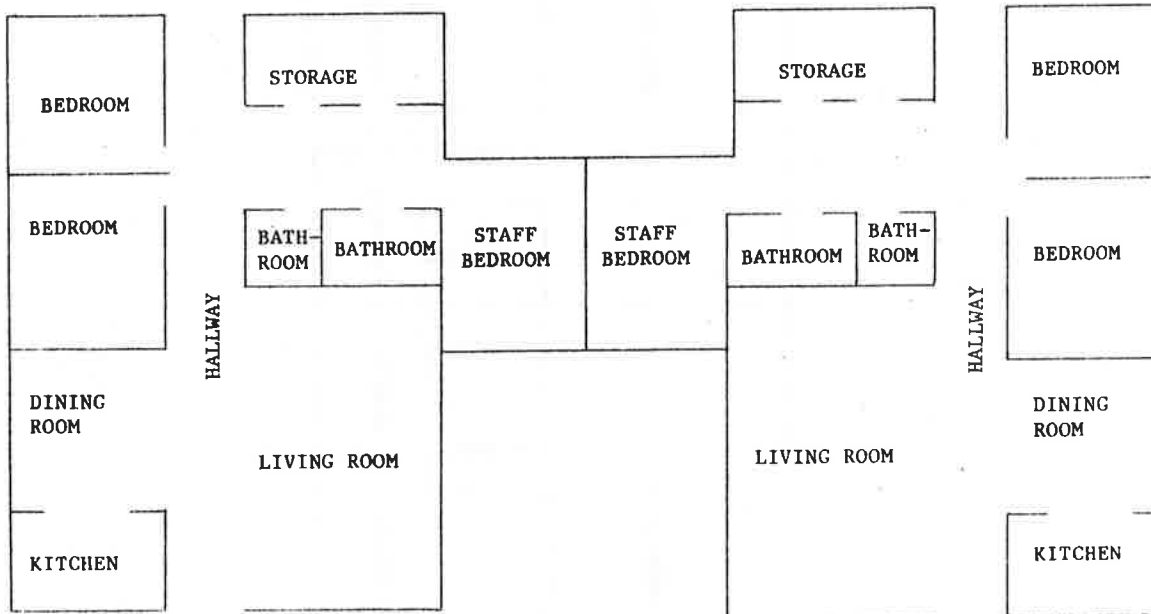 STORAGE
STORAGE
BEDROOM
BEDROOM
BEDROOM
BATH-
ROOM
BATHROOM
STAFF
BEDROOM
STAFF
BEDROOM
BATHROOM
BATH-
ROOM
BEDROOM
HALLWAY
HALLWAY
DINING
ROOM
LIVING ROOM
LIVING ROOM
DINING
ROOM
KITCHEN
KITCHEN